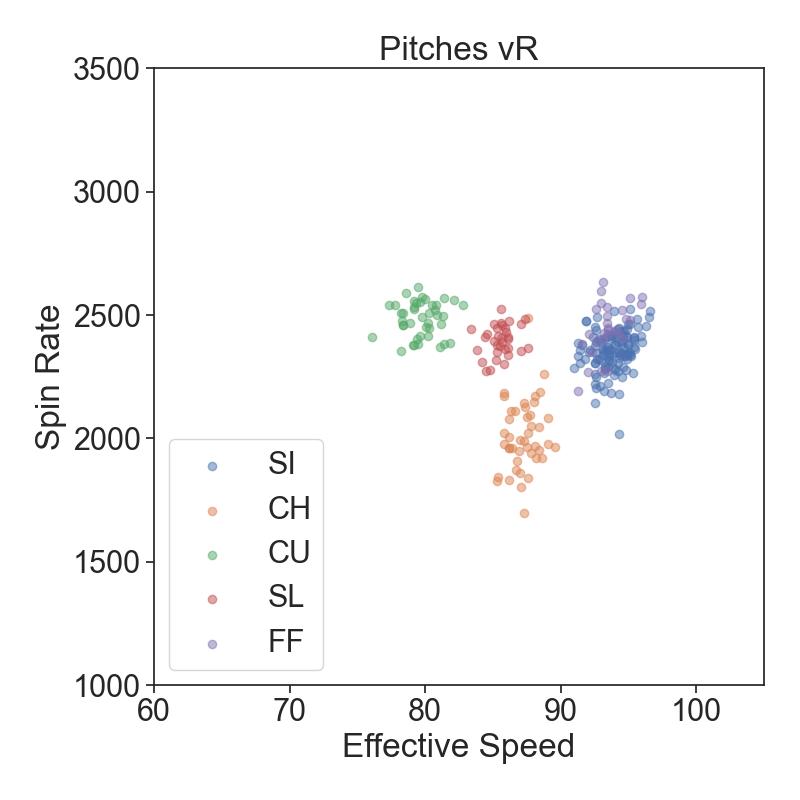 Pitches vR
3500
3000
2500
2000
1500
1000
Spin Rate
SI
CH
CU
SL
FF
60 70 80 90 100
Effective Speed